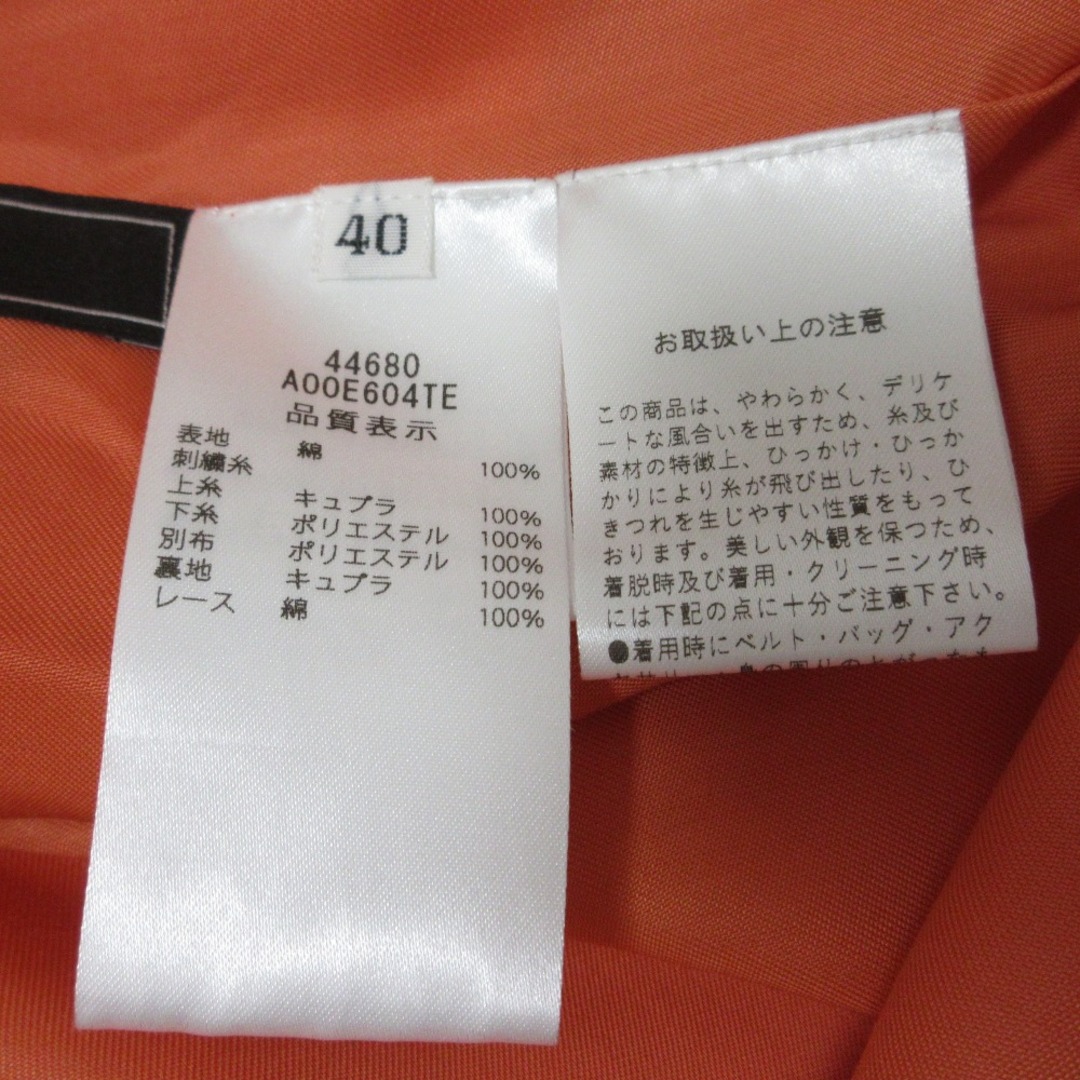 40
44680
A00E604TE
品質表示
表地 綿 100%
刺繍糸
上糸 キュプラ 100%
下糸 ポリエステル 100%
別布 ポリエステル 100%
裏地 キュプラ 100%
レース 綿 100%
お取扱い上の注意
この商品は、やわらかく、デリケ
ートな風合いを出すため、糸及び
素材の特徴上、ひっかけ・ひっか
かりにより糸が飛び出したり、ひ
きつれを生じやすい性質をもって
おります。美しい外観を保つため、
着脱時及び着用・クリーニング時
には下記の点に十分ご注意下さい。
●着用時にベルト・バッグ・アク